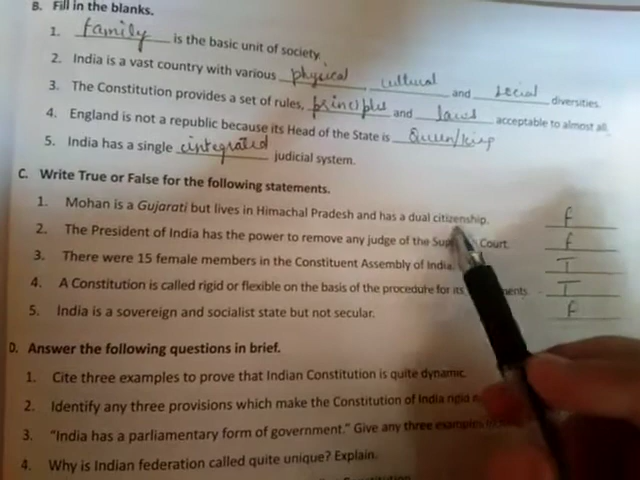 B. Fill in the blanks.
1. family is the basic unit of society.
2. India is a vast country with various physical cultural and social diversities.
3. The Constitution provides a set of rules, principles and laws acceptable to almost all.
4. England is not a republic because its Head of the State is Queen/King
5. India has a single integrated judicial system.
C. Write True or False for the following statements.
1. Mohan is a Gujarati but lives in Himachal Pradesh and has a dual citizenship. F
2. The President of India has the power to remove any judge of the Court. F
3. There were 15 female members in the Constituent Assembly of India. T
4. A Constitution is called rigid or flexible on the basis of the procedure for its T
5. India is a sovereign and socialist state but not secular. F
D. Answer the following questions in brief.
1. Cite three examples to prove that Indian Constitution is quite dynamic.
2. Identify any three provisions which make the Constitution of India rigid
3. "India has a parliamentary form of government." Give any three examples
4. Why is Indian federation called quite unique? Explain.